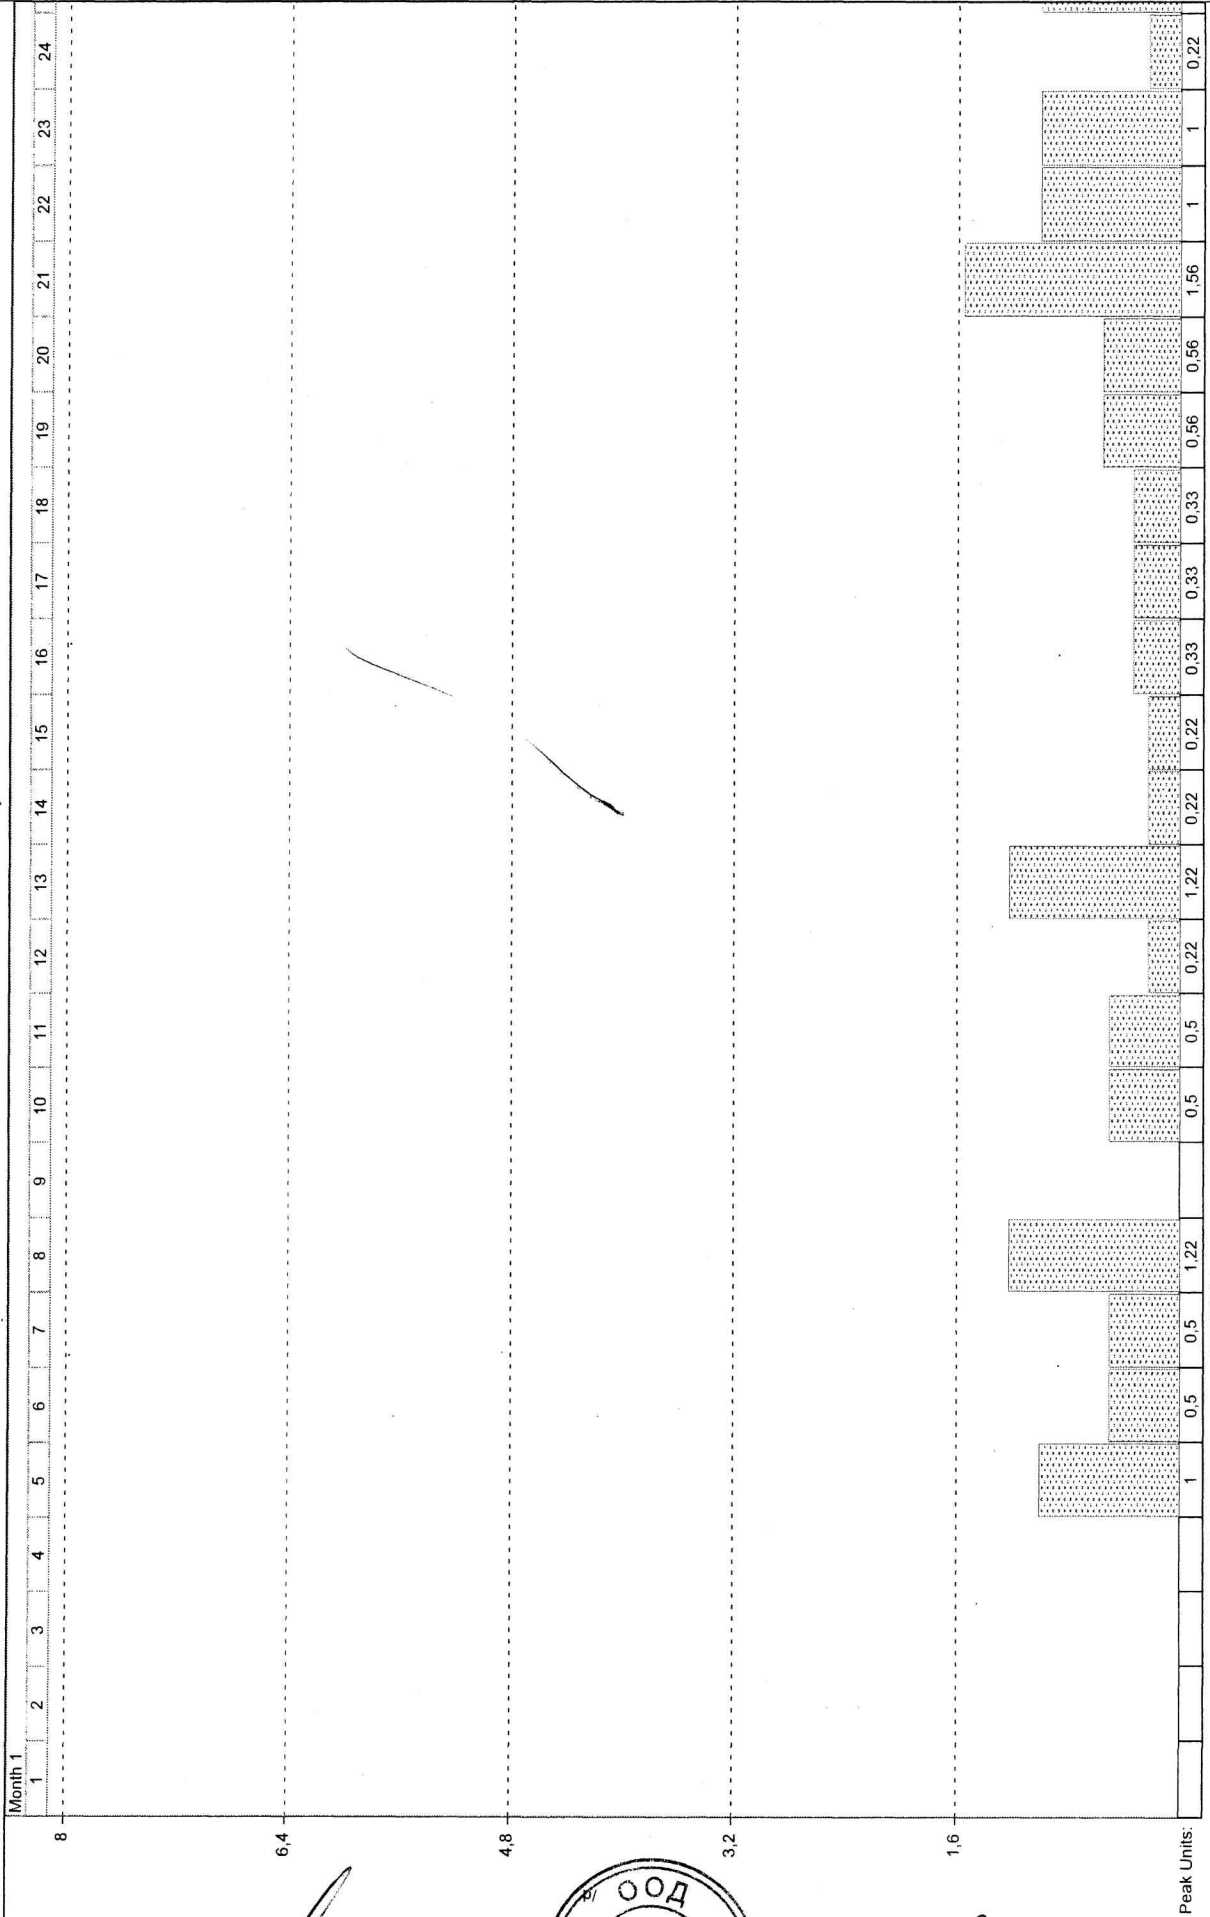 Month 1
1 2 3 4 5 6 7 8 9 10 11 12 13 14 15 16 17 18 19 20 21 22 23 24
8
6,4
4,8
3,2
1,6
Peak Units: 1 0,5 0,5 1,22 0,5 0,5 0,22 1,22 0,22 0,22 0,33 0,33 0,33 0,56 0,56 1,56 1 1 0,22
ООД